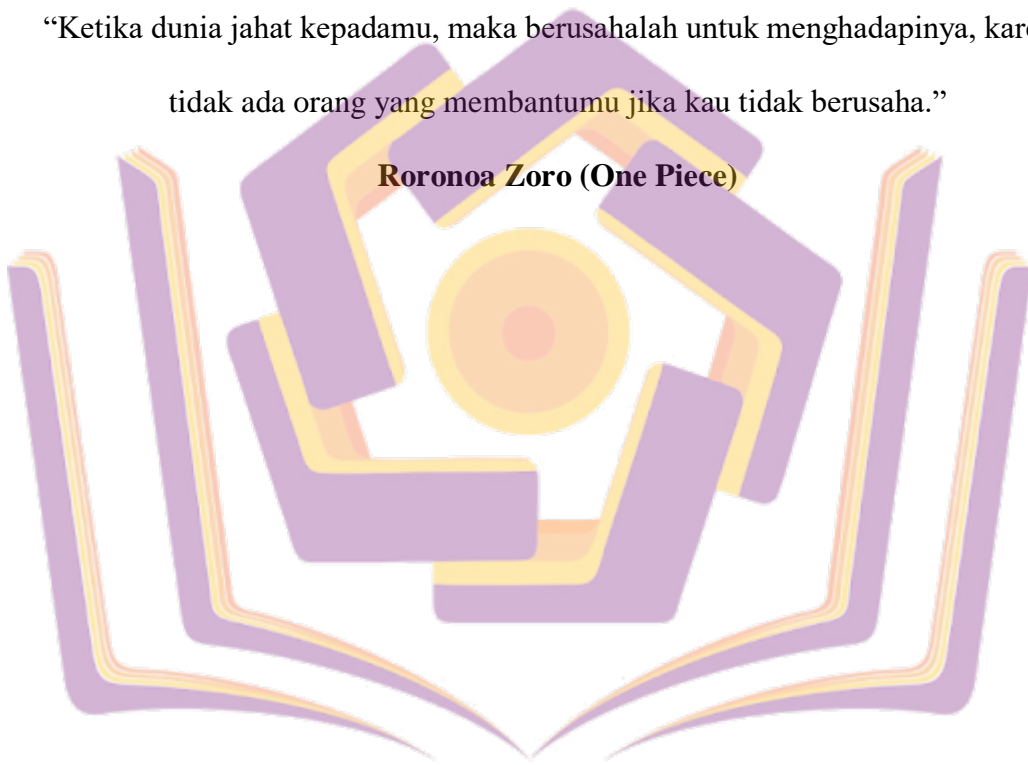 “Ketika dunia jahat kepadamu, maka berusahalah untuk menghadapinya, kar
tidak ada orang yang membantumu jika kau tidak berusaha.”
Roronoa Zoro (One Piece)